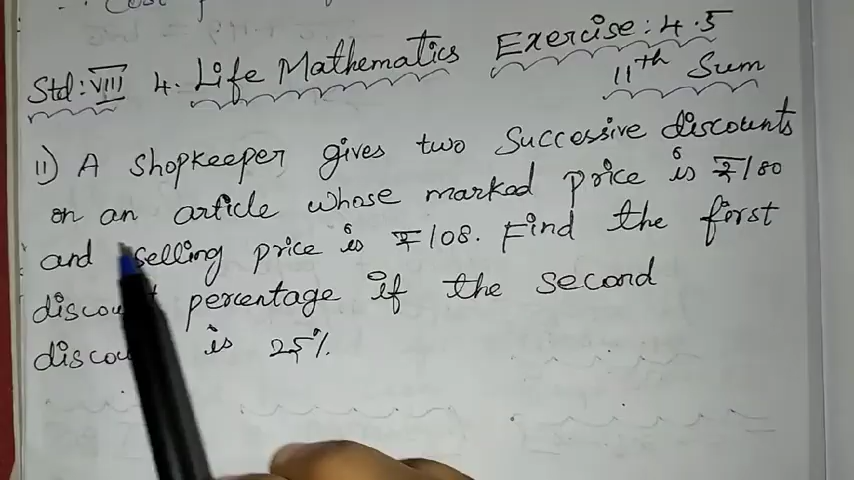 Std: VIII 4. Life Mathematics Exercise: 4.5
11th Sum
11) A Shopkeeper gives two Successive discounts
on an article whose marked price is ₹180
and selling price is ₹108. Find the first
percentage if the second
is 25%.